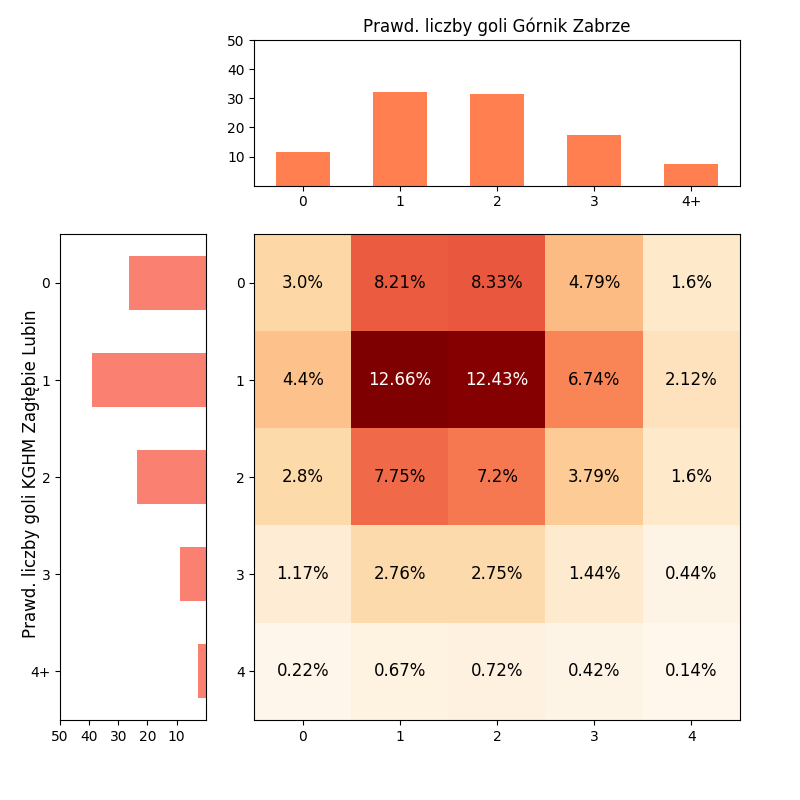 Prawd. liczby goli Górnik Zabrze
50
40
30
20
10
0 1 2 3 4+
Prawd. liczby goli KGHM Zagłębie Lubin
0
1
2
3
4+
50 40 30 20 10
0 3.0% 8.21% 8.33% 4.79% 1.6%
1 4.4% 12.66% 12.43% 6.74% 2.12%
2 2.8% 7.75% 7.2% 3.79% 1.6%
3 1.17% 2.76% 2.75% 1.44% 0.44%
4 0.22% 0.67% 0.72% 0.42% 0.14%
0 1 2 3 4